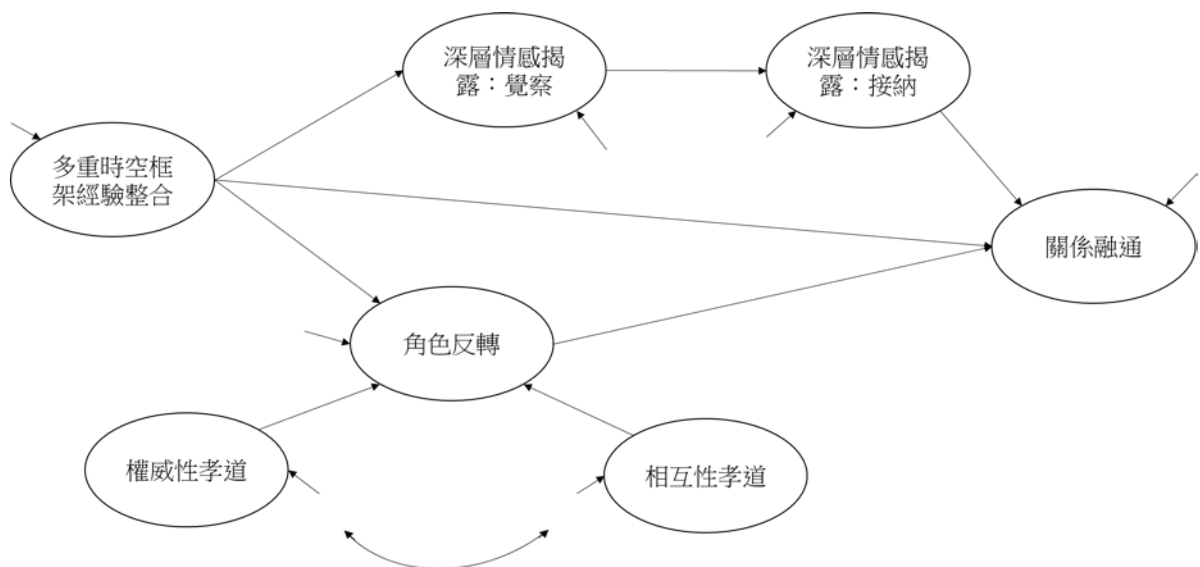 深層情感揭
露：覺察
深層情感揭
露：接納
多重時空框
架經驗整合
關係融通
角色反轉
權威性孝道
相互性孝道